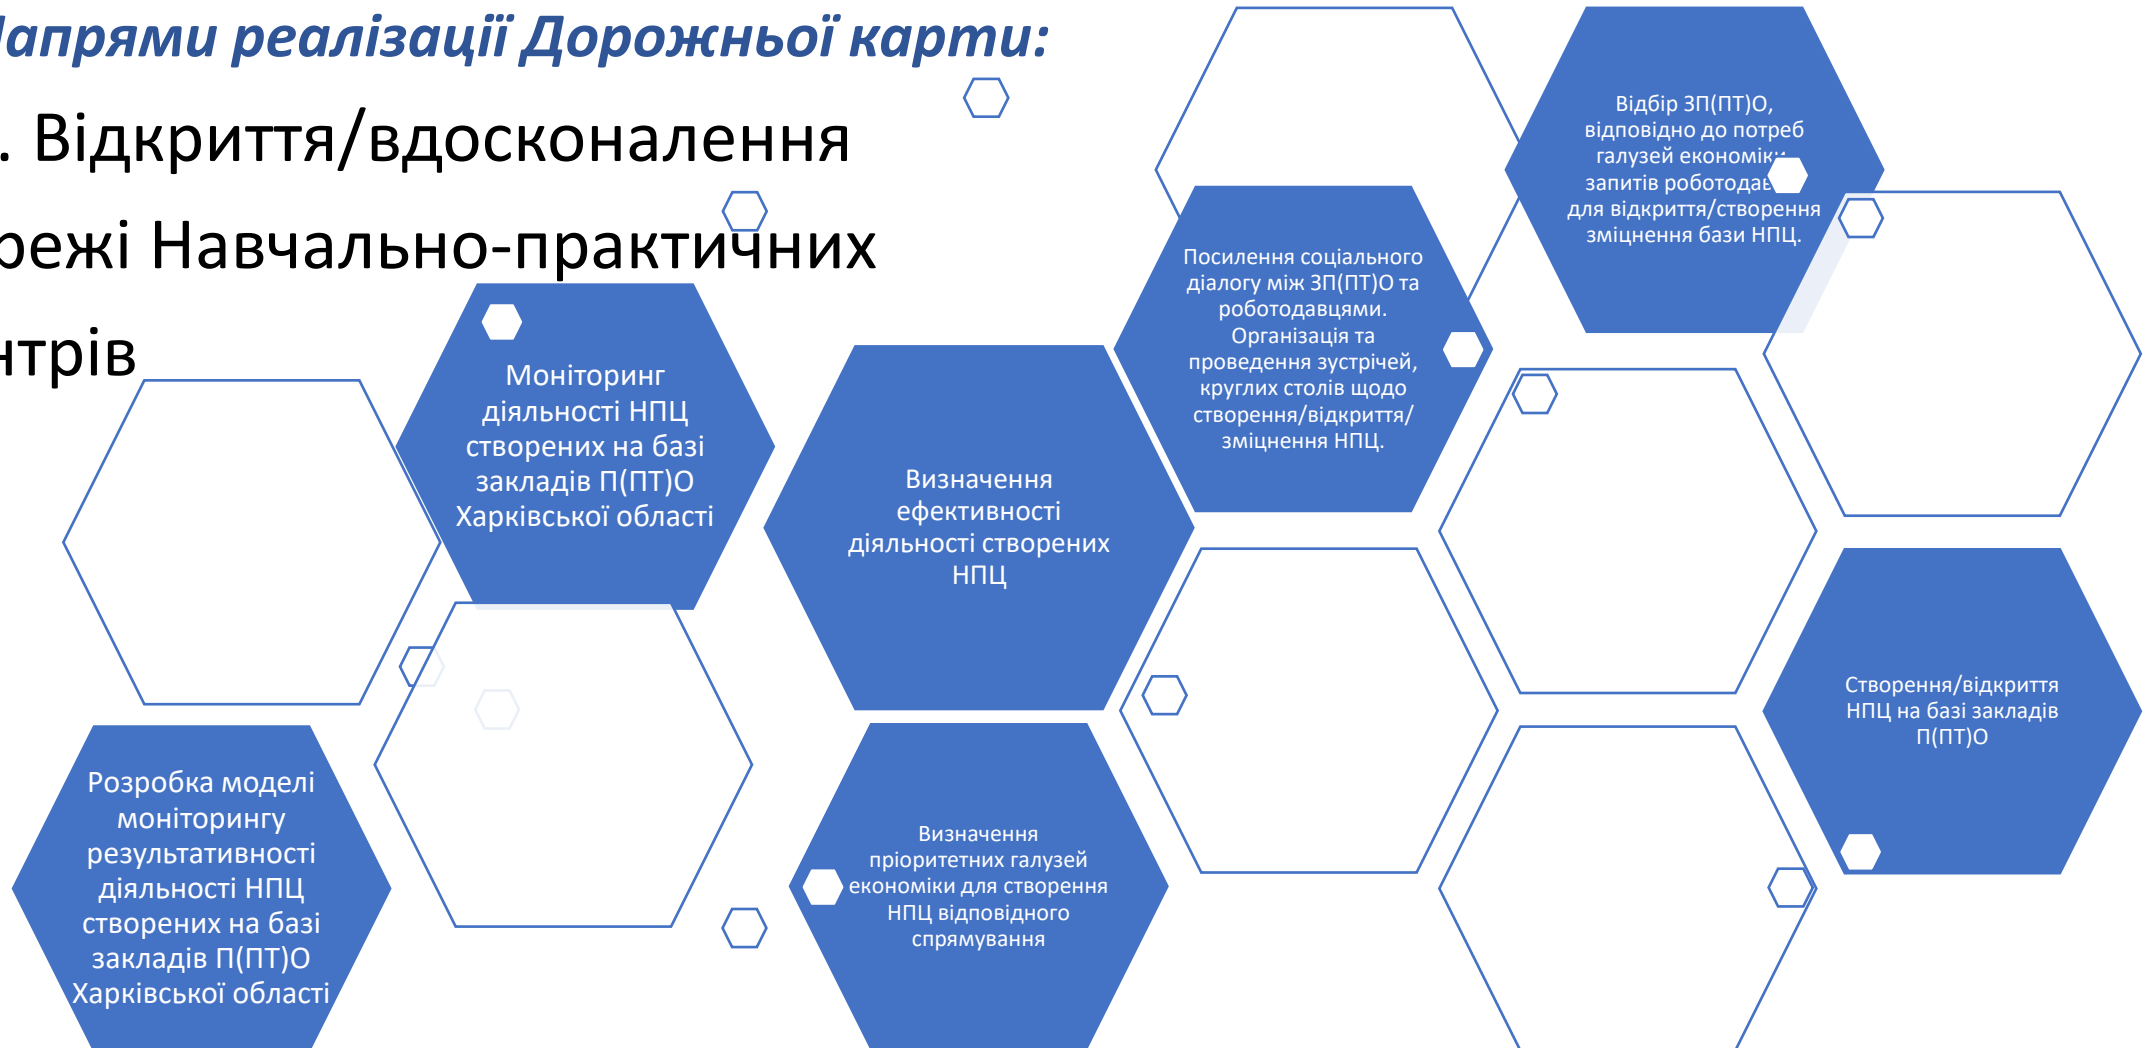 Напрями реалізації Дорожньої карти:
. Відкриття/вдосконалення
режі Навчально-практичних
нтрів
Моніторинг
діяльності НПЦ
створених на базі
закладів П(ПТ)О
Харківської області
Розробка моделі
моніторингу
результативності
діяльності НПЦ
створених на базі
закладів П(ПТ)О
Харківської області
Визначення
ефективності
діяльності створених
НПЦ
Визначення
пріоритетних галузей
економіки для створення
НПЦ відповідного
спрямування
Посилення соціального
діалогу між ЗП(ПТ)О та
роботодавцями.
Організація та
проведення зустрічей,
круглих столів щодо
створення/відкриття/
зміцнення НПЦ.
Відбір ЗП(ПТ)О,
відповідно до потреб
галузей економіки,
запитів
для відкриття/створення
зміцнення бази НПЦ.
Створення/відкриття
НПЦ на базі закладів
П(ПТ)О